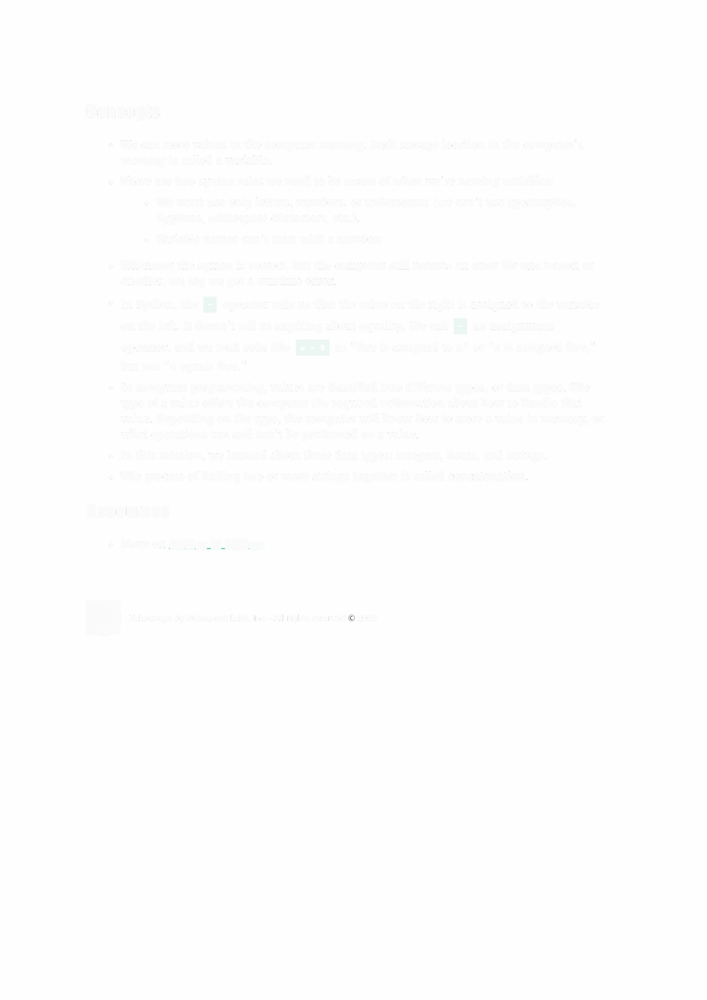 Concepts
We can store values in the computer memory. Each storage location in the computer's
memory is called a variable.
There are two syntax rules we need to be aware of when we're naming variables:
We must use only letters, numbers, or underscores (we can't use apostrophes,
hyphens, whitespace characters, etc.).
Variable names can't start with a number.
Whenever the syntax is correct, but the computer still returns an error for one reason or
another, we say we got a runtime error.
In Python, the = operator tells us that the value on the right is assigned to the variable
on the left. It doesn't tell us anything about equality. We call = an assignment
operator, and we read code like as "five is assigned to x" or "x is assigned five,"
but not "x equals five."
In computer programming, values are classified into different types, or data types. The
type of a value offers the computer the required information about how to handle that
value. Depending on the type, the computer will know how to store a value in memory, or
what operations can and can't be performed on a value.
In this mission, we learned about three data types: integers, floats, and strings.
The process of linking two or more strings together is called concatenation.
Resources
More on
Takeaways by Dataquest Labs, Inc. - All rights reserved ©